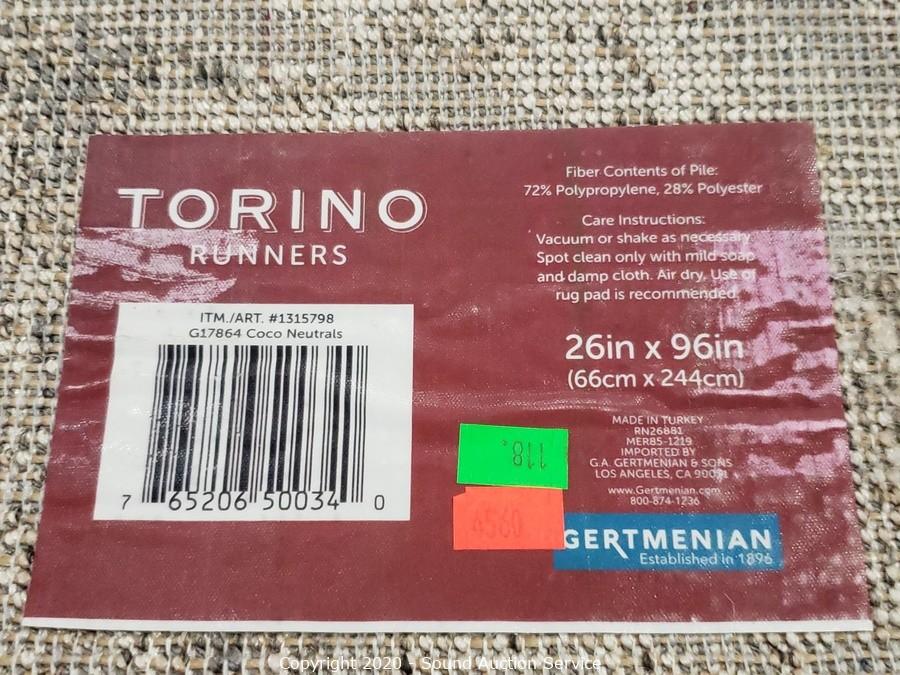 TORINO
RUNNERS
ITM./ART. #1315798
G17864 Coco Neutrals
7 65206 50034 0
Fiber Contents of Pile:
72% Polypropylene, 28% Polyester
Care Instructions:
Vacuum or shake as necessary.
Spot clean only with mild soap
and damp cloth. Air dry. Use of
rug pad is recommended.
26in x 96in
(66cm x 244cm)
MADE IN TURKEY
RN26881
MER85-1219
IMPORTED BY
G.A. GERTMENIAN & SONS
LOS ANGELES, CA 90031
www.Gertmenian.com
800-874-1236
118
4560
GERTMENIAN
Established in 1896
Copyright 2020 - Sound Auction Service